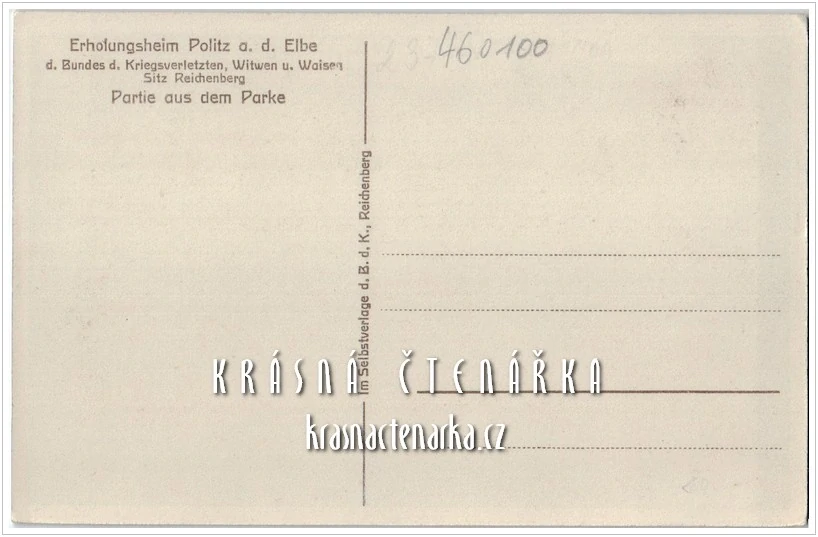 Erholungsheim Politz a. d. Elbe
d. Bundes d. Kriegsverletzten, Witwen u. Waisen
Sitz Reichenberg
Partie aus dem Parke
460100
Im Selbstverlage d. B. d. K., Reichenberg
KRÁSNÁ ČTENÁŘKA
krasnactenarka.cz